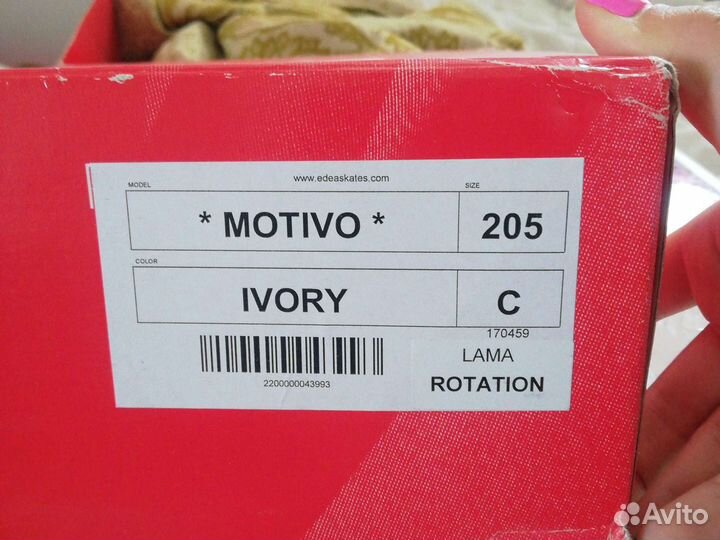 www.edeaskates.com
MODEL SIZE
* MOTIVO * 205
COLOR
IVORY C
170459
LAMA
ROTATION
2200000043993
Avito